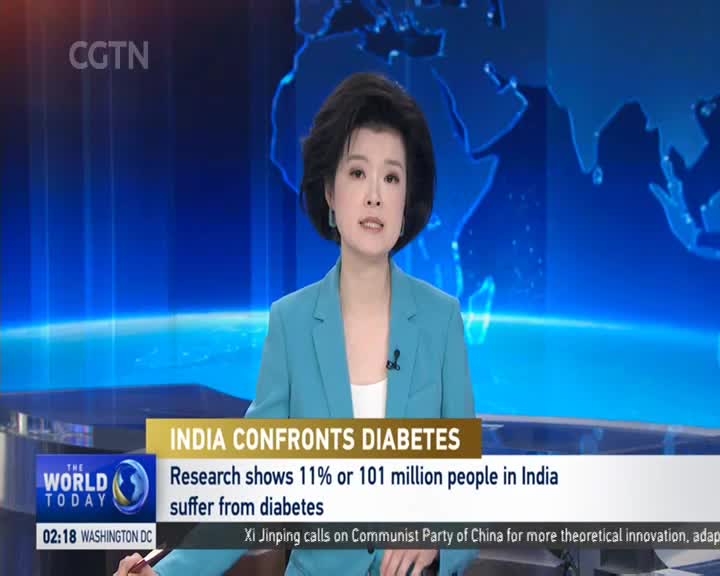 CGTN
INDIA CONFRONTS DIABETES
THE
WORLD
TODAY
Research shows 11% or 101 million people in India
suffer from diabetes
02:18 WASHINGTON DC
Xi Jinping calls on Communist Party of China for more theoretical innovation, adap